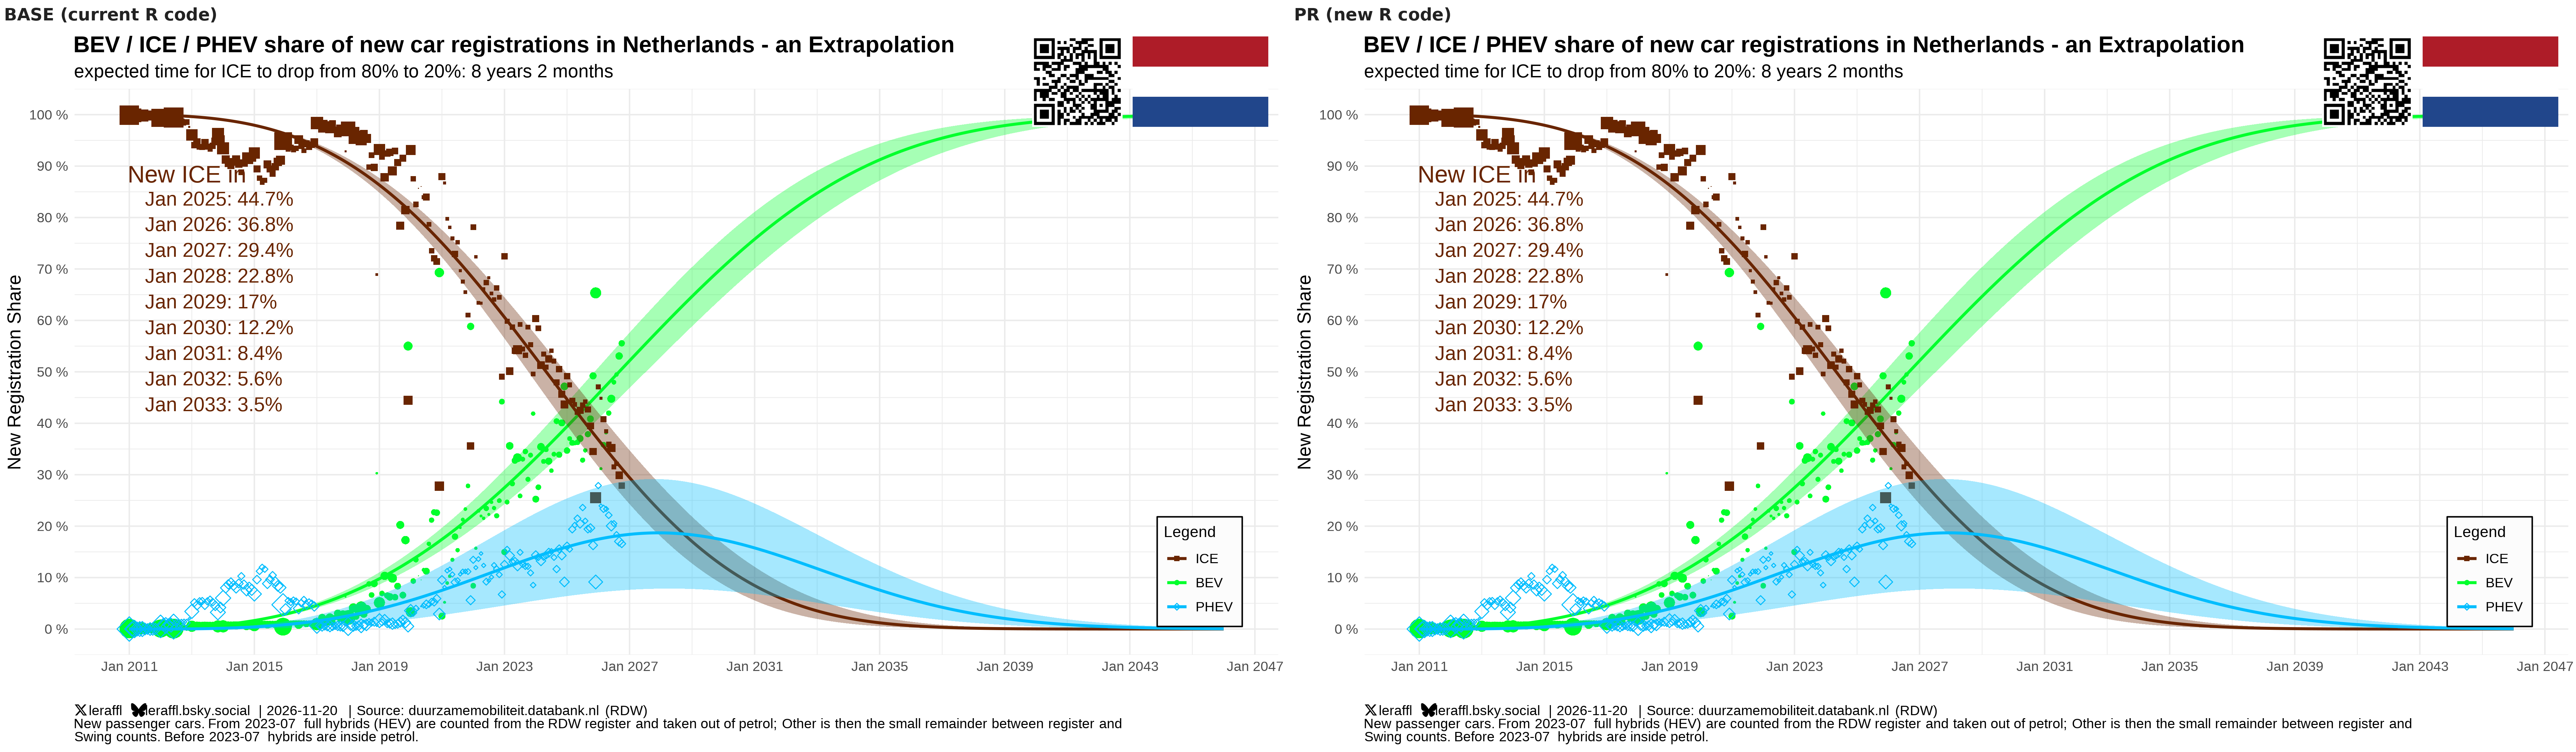 BASE (current R code)
BEV / ICE / PHEV share of new car registrations in Netherlands - an Extrapolation
expected time for ICE to drop from 80% to 20%: 8 years 2 months
New Registration Share
100 %
90 %
80 %
70 %
60 %
50 %
40 %
30 %
20 %
10 %
0 %
New ICE in
Jan 2025: 44.7%
Jan 2026: 36.8%
Jan 2027: 29.4%
Jan 2028: 22.8%
Jan 2029: 17%
Jan 2030: 12.2%
Jan 2031: 8.4%
Jan 2032: 5.6%
Jan 2033: 3.5%
Legend
ICE
BEV
PHEV
Jan 2011 Jan 2015 Jan 2019 Jan 2023 Jan 2027 Jan 2031 Jan 2035 Jan 2039 Jan 2043 Jan 2047
leraffl leraffl.bsky.social | 2026-11-20 | Source: duurzamemobiliteit.databank.nl (RDW)
New passenger cars. From 2023-07 full hybrids (HEV) are counted from the RDW register and taken out of petrol; Other is then the small remainder between register and
Swing counts. Before 2023-07 hybrids are inside petrol.
PR (new R code)
BEV / ICE / PHEV share of new car registrations in Netherlands - an Extrapolation
expected time for ICE to drop from 80% to 20%: 8 years 2 months
New Registration Share
100 %
90 %
80 %
70 %
60 %
50 %
40 %
30 %
20 %
10 %
0 %
New ICE in
Jan 2025: 44.7%
Jan 2026: 36.8%
Jan 2027: 29.4%
Jan 2028: 22.8%
Jan 2029: 17%
Jan 2030: 12.2%
Jan 2031: 8.4%
Jan 2032: 5.6%
Jan 2033: 3.5%
Legend
ICE
BEV
PHEV
Jan 2011 Jan 2015 Jan 2019 Jan 2023 Jan 2027 Jan 2031 Jan 2035 Jan 2039 Jan 2043 Jan 2047
leraffl leraffl.bsky.social | 2026-11-20 | Source: duurzamemobiliteit.databank.nl (RDW)
New passenger cars. From 2023-07 full hybrids (HEV) are counted from the RDW register and taken out of petrol; Other is then the small remainder between register and
Swing counts. Before 2023-07 hybrids are inside petrol.